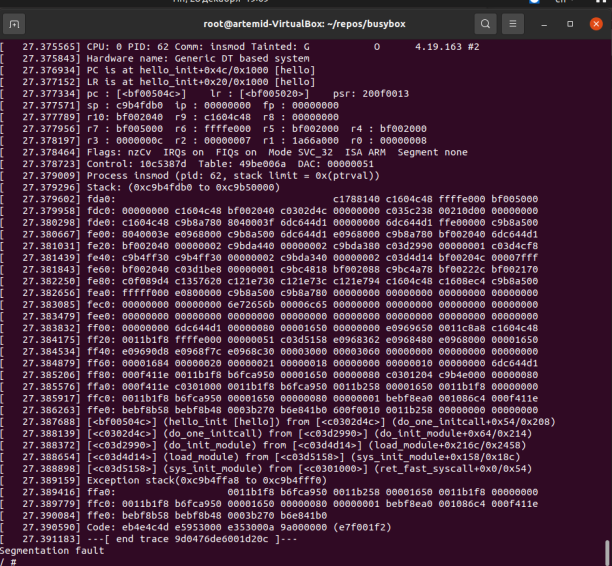 root@artemid-VirtualBox: ~/repos/busybox
[   27.375565] CPU: 0 PID: 62 Comm: insmod Tainted: G           O      4.19.163 #2
[   27.375843] Hardware name: Generic DT based system
[   27.376934] PC is at hello_init+0x4c/0x1000 [hello]
[   27.377152] LR is at hello_init+0x20/0x1000 [hello]
[   27.377334] pc : [<bf00504c>]    lr : [<bf005020>]    psr: 200f0013
[   27.377571] sp : c9b4fdb0  ip : 00000000  fp : 00000000
[   27.377789] r10: bf002040  r9 : c1604c48  r8 : 00000000
[   27.377956] r7 : bf005000  r6 : ffffe000  r5 : bf002000  r4 : bf002000
[   27.378197] r3 : 0000000c  r2 : 00000007  r1 : 1a66a000  r0 : 00000008
[   27.378464] Flags: nzCv  IRQs on  FIQs on  Mode SVC_32  ISA ARM  Segment none
[   27.378723] Control: 10c5387d  Table: 49be006a  DAC: 00000051
[   27.379009] Process insmod (pid: 62, stack limit = 0x(ptrval))
[   27.379296] Stack: (0xc9b4fdb0 to 0xc9b50000)
[   27.379602] fda0:                                     c1788140 c1604c48 ffffe000 bf005000
[   27.379958] fdc0: 00000000 c1604c48 bf002040 c0302d4c 00000000 c035c238 00210d00 00000000
[   27.380298] fde0: c1604c48 c9b8a780 8040003f 6dc644d1 00000000 6dc644d1 ffe00000 c9b8a500
[   27.380667] fe00: 8040003e e0968000 c9b8a500 6dc644d1 e0968000 c9b8a780 bf002040 6dc644d1
[   27.381031] fe20: bf002040 00000002 c9bda440 00000002 c9bda380 c03d2990 00000001 c03d4cf8
[   27.381439] fe40: c9b4ff30 c9b4ff30 00000002 c9bda340 00000002 c03d4d14 bf00204c 00007fff
[   27.381843] fe60: bf002040 c03d1be8 00000001 c9bc4818 bf002088 c9bc4a78 bf00222c bf002170
[   27.382250] fe80: c0f089d4 c1357620 c121e730 c121e73c c121e794 c1604c48 c1608ec4 c9b8a500
[   27.382656] fea0: fffff000 e0800000 c9b8a500 c9b8a780 00000000 00000000 00000000 00000000
[   27.383085] fec0: 00000000 00000000 6e72656b 00006c65 00000000 00000000 00000000 00000000
[   27.383479] fee0: 00000000 00000000 00000000 00000000 00000000 00000000 00000000 00000000
[   27.383832] ff00: 00000000 6dc644d1 00000080 00001650 00000000 e0969650 0011c8a8 c1604c48
[   27.384175] ff20: 0011b1f8 ffffe000 00000051 c03d5158 e0968362 e0968480 e0968000 00001650
[   27.384534] ff40: e09690d8 e0968f7c e0968c30 00003000 00003060 00000000 00000000 00000000
[   27.384879] ff60: 00001684 00000020 00000021 00000018 00000000 00000010 00000000 6dc644d1
[   27.385206] ff80: 000f411e 0011b1f8 b6fca950 00001650 00000080 c0301204 c9b4e000 00000080
[   27.385576] ffa0: 000f411e c0301000 0011b1f8 b6fca950 0011b258 00001650 0011b1f8 00000000
[   27.385917] ffc0: 0011b1f8 b6fca950 00001650 00000080 00000001 bebf8ea0 001086c4 000f411e
[   27.386263] ffe0: bebf8b58 bebf8b48 0003b270 b6e841b0 600f0010 0011b258 00000000 00000000
[   27.387688] [<bf00504c>] (hello_init [hello]) from [<c0302d4c>] (do_one_initcall+0x54/0x208)
[   27.388139] [<c0302d4c>] (do_one_initcall) from [<c03d2990>] (do_init_module+0x64/0x214)
[   27.388372] [<c03d2990>] (do_init_module) from [<c03d4d14>] (load_module+0x216c/0x2458)
[   27.388654] [<c03d4d14>] (load_module) from [<c03d5158>] (sys_init_module+0x158/0x18c)
[   27.388898] [<c03d5158>] (sys_init_module) from [<c0301000>] (ret_fast_syscall+0x0/0x54)
[   27.389159] Exception stack(0xc9b4ffa8 to 0xc9b4fff0)
[   27.389416] ffa0:                   0011b1f8 b6fca950 0011b258 00001650 0011b1f8 00000000
[   27.389779] ffc0: 0011b1f8 b6fca950 00001650 00000080 00000001 bebf8ea0 001086c4 000f411e
[   27.390084] ffe0: bebf8b58 bebf8b48 0003b270 b6e841b0
[   27.390590] Code: eb4e4c4d e5953000 e353000a 9a000000 (e7f001f2)
[   27.391183] ---[ end trace 9d0476de6001d20c ]---
Segmentation fault
/ #